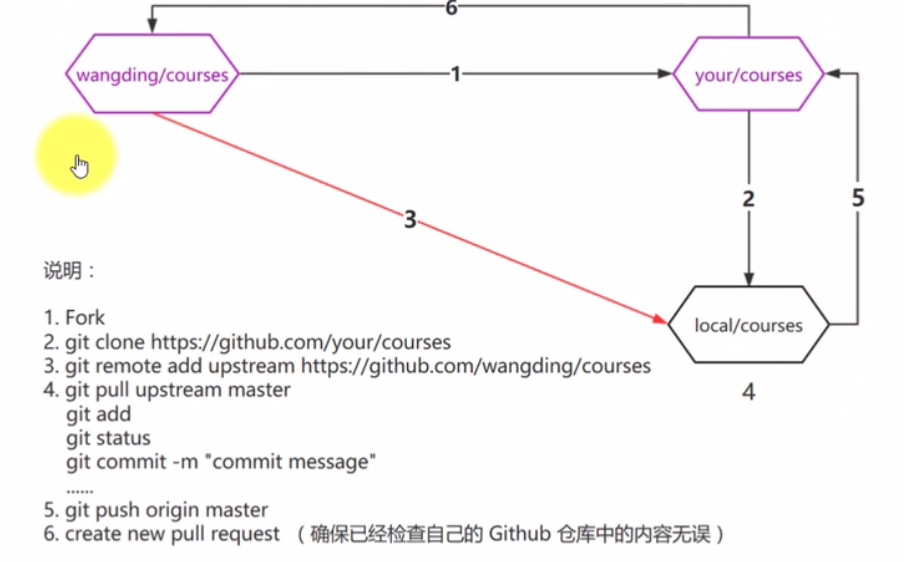 6
wangding/courses
1
your/courses
2
5
3
说明：
local/courses
1. Fork
2. git clone https://github.com/your/courses
3. git remote add upstream https://github.com/wangding/courses
4. git pull upstream master
4
git add
git status
git commit -m "commit message"
......
5. git push origin master
6. create new pull request （确保已经检查自己的 Github 仓库中的内容无误）